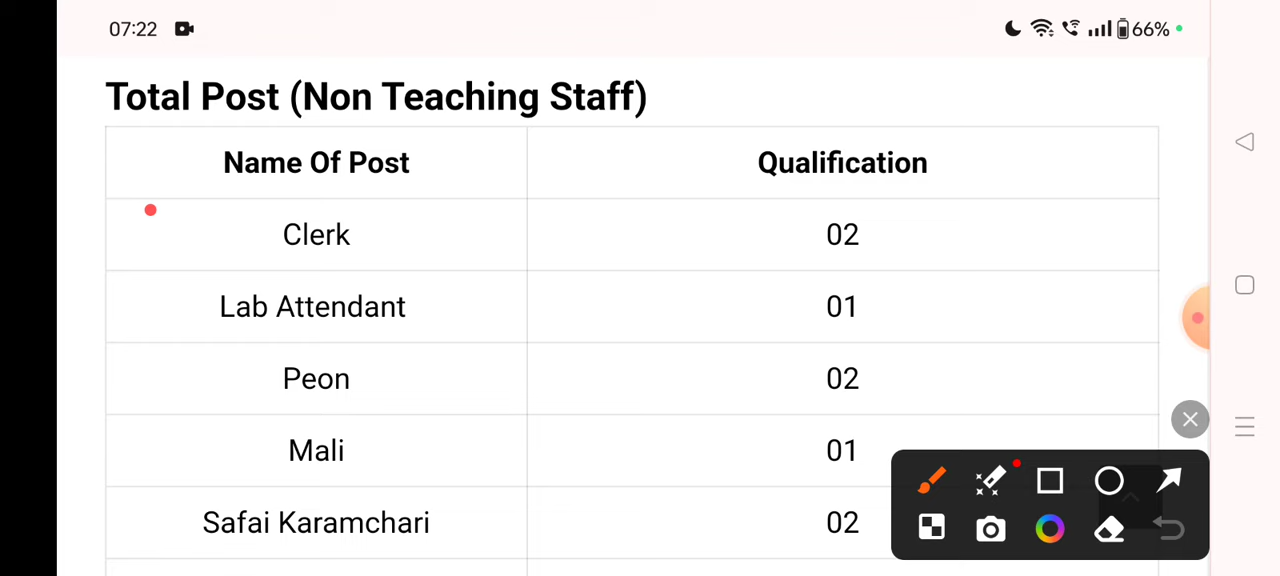 07:22 66%
Total Post (Non Teaching Staff)
Name Of Post Qualification
Clerk 02
Lab Attendant 01
Peon 02
Mali 01
Safai Karamchari 02